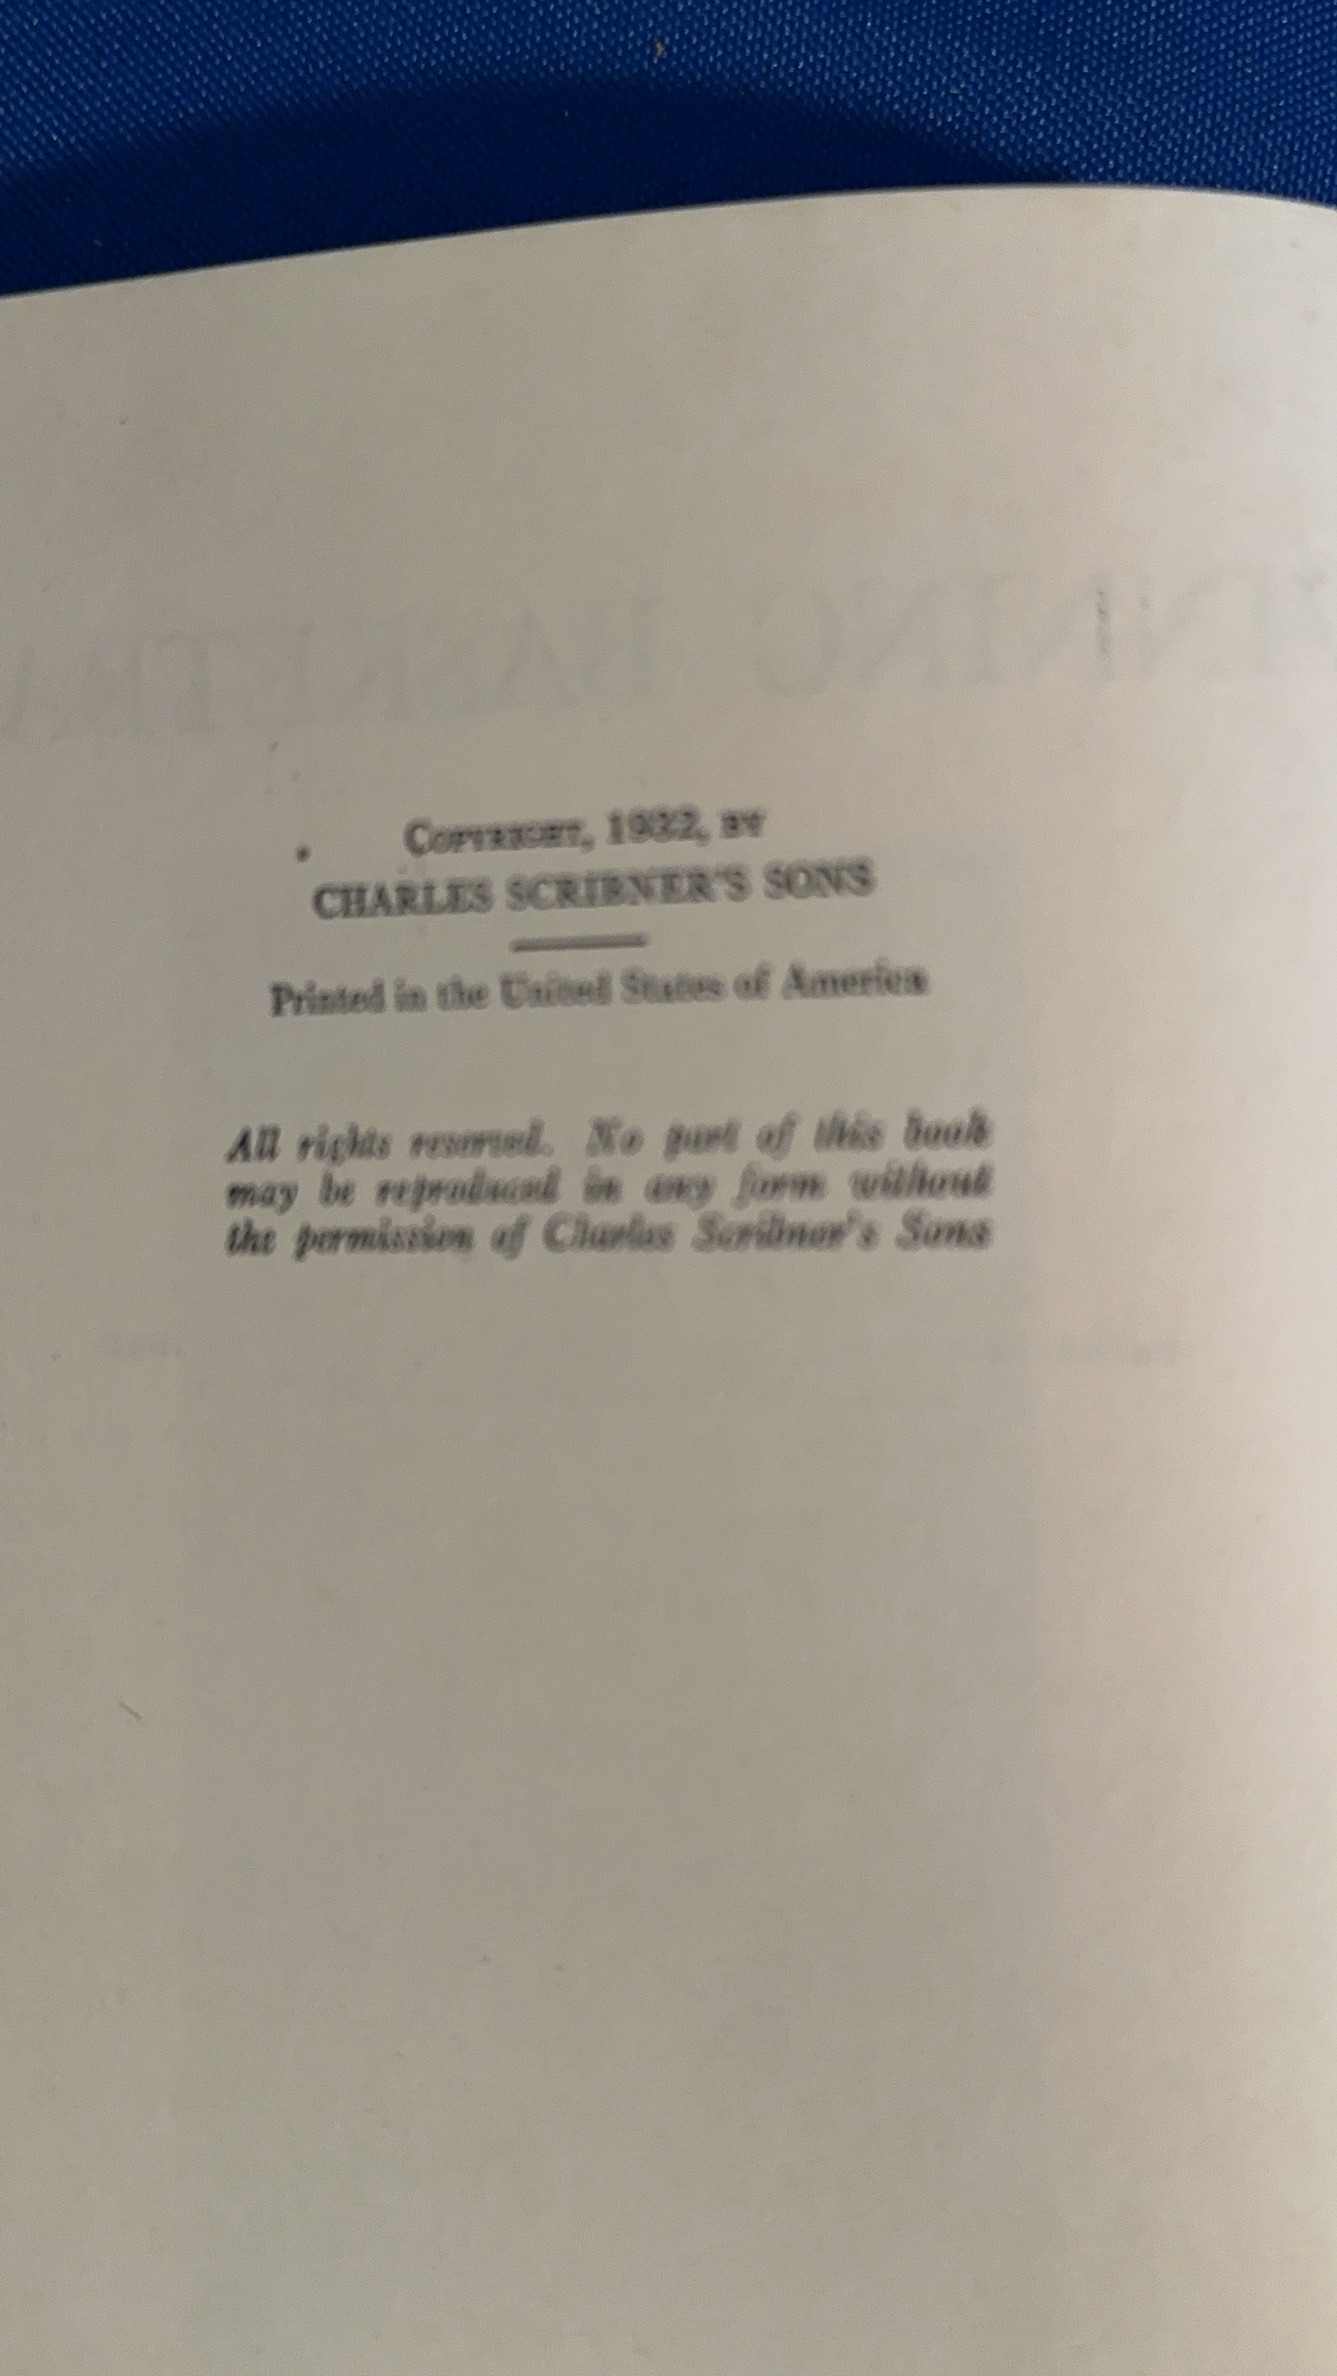 COPYRIGHT, 1932, BY
CHARLES SCRIBNER'S SONS
Printed in the United States of America
All rights reserved. No part of this book
may be reproduced in any form without
the permission of Charles Scribner's Sons